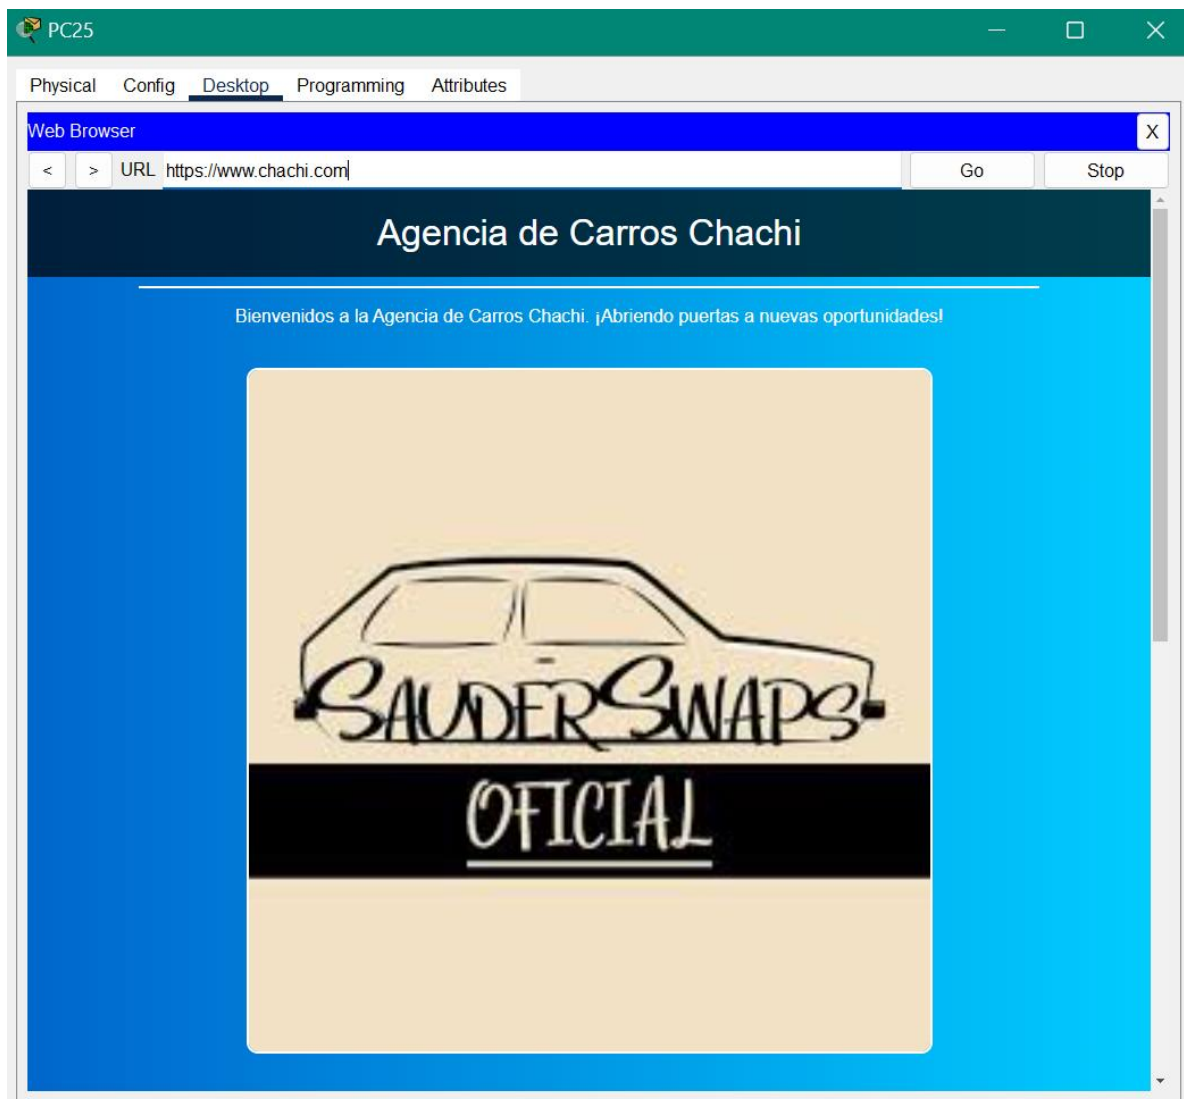 PC25
Physical Config Desktop Programming Attributes
Web Browser X
< > URL https://www.chachi.com Go Stop
Agencia de Carros Chachi
Bienvenidos a la Agencia de Carros Chachi. ¡Abriendo puertas a nuevas oportunidades!
SAUDERSWAPS
OFICIAL